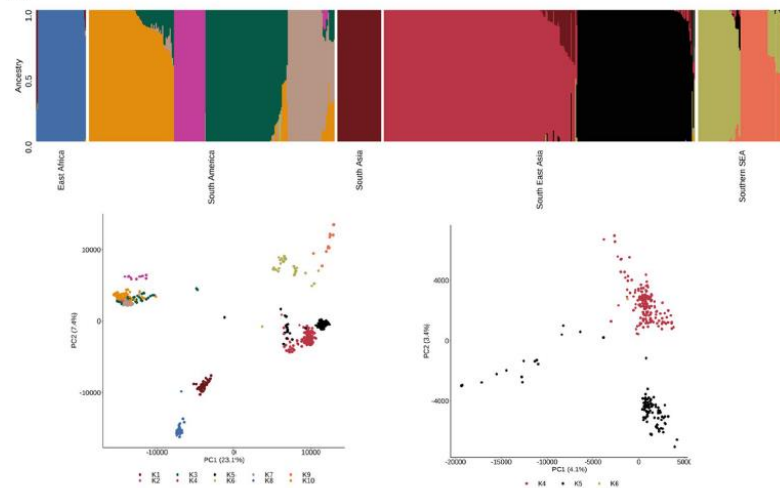 Ancestry
1.0
0.5
0.0
East Africa
South America
South Asia
South East Asia
Southern SEA
PC2 (7.4%)
10000
0
-10000
-10000
0
10000
PC1 (23.1%)
K1 K3 K5 K7 K9
K2 K4 K6 K8 K10
PC2 (3.4%)
4000
0
-4000
-20000
-15000
-10000
-5000
0
500
PC1 (4.1%)
K4 K5 K6